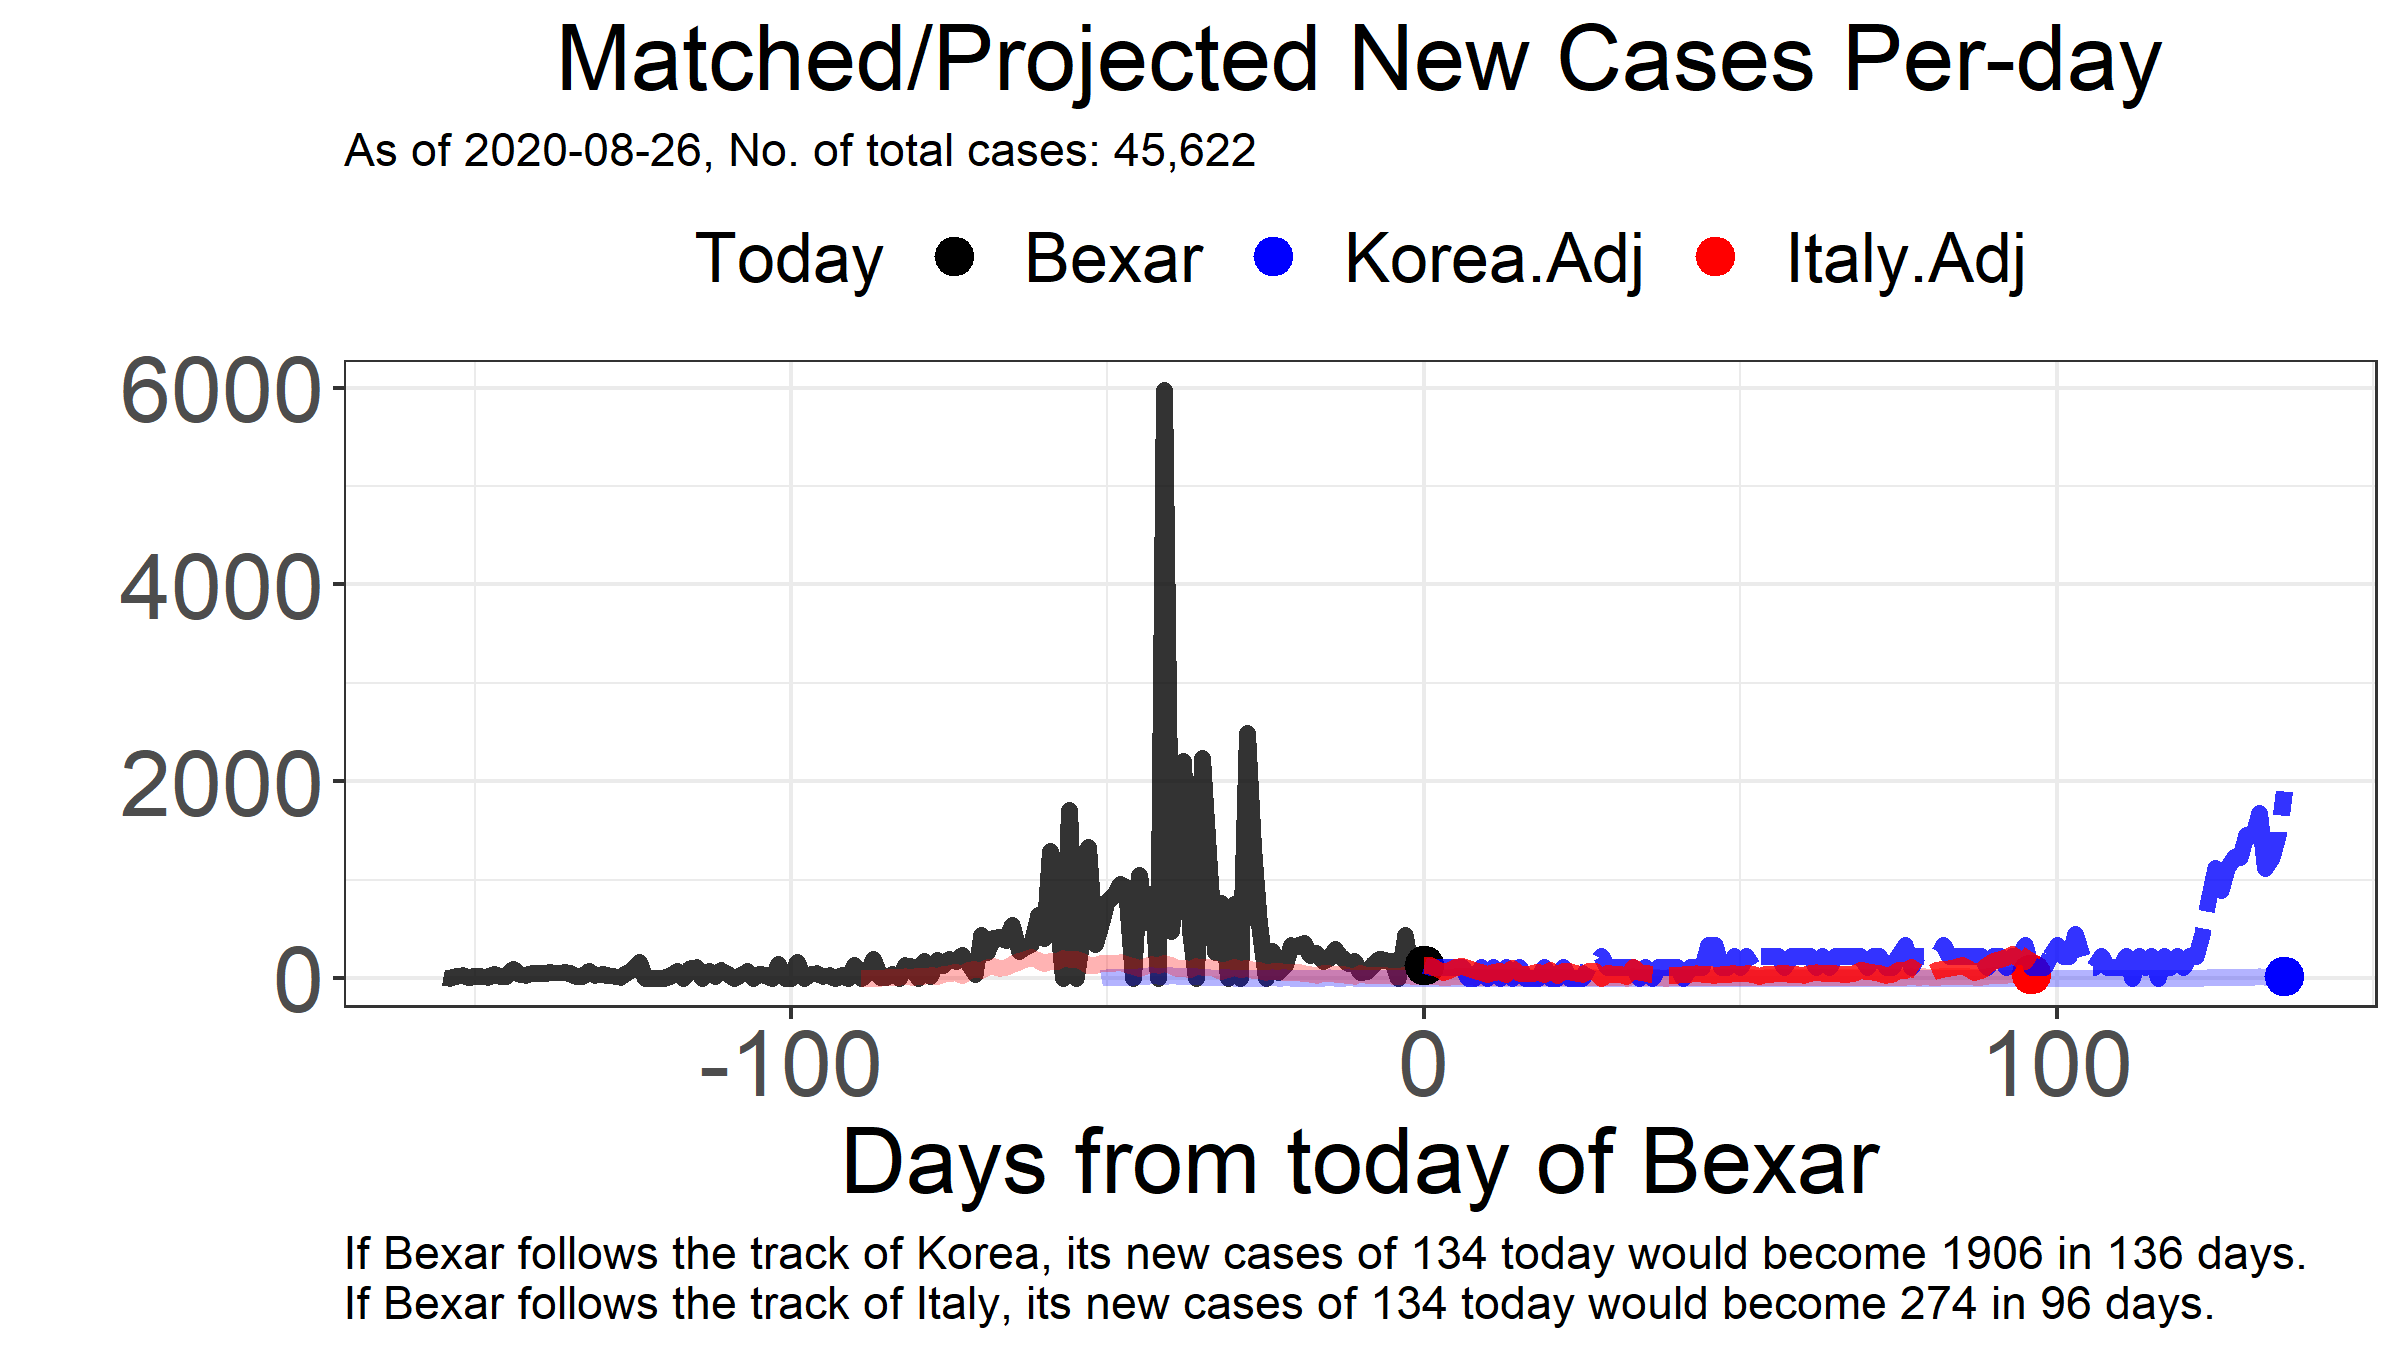 Matched/Projected New Cases Per-day
As of 2020-08-26, No. of total cases: 45,622
Today Bexar Korea.Adj Italy.Adj
6000
4000
2000
0
-100 0 100
Days from today of Bexar
If Bexar follows the track of Korea, its new cases of 134 today would become 1906 in 136 days.
If Bexar follows the track of Italy, its new cases of 134 today would become 274 in 96 days.